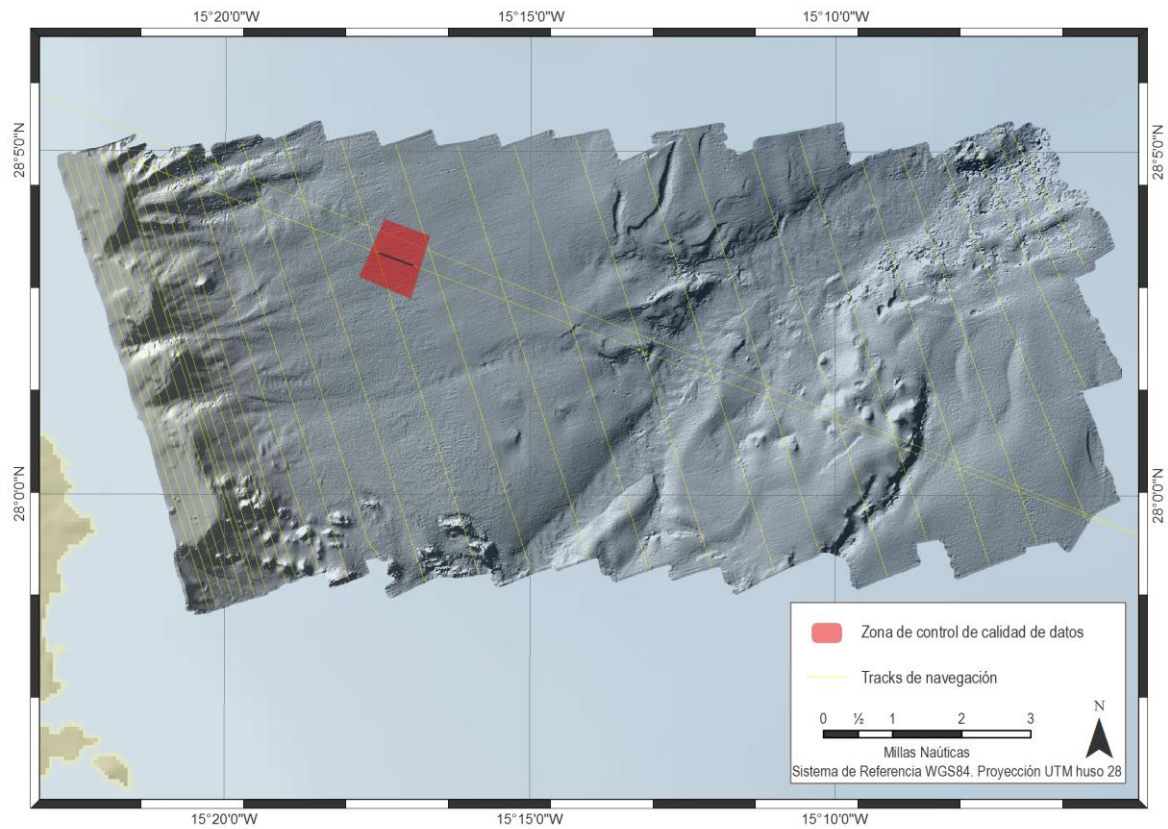 15°20'0"W 15°15'0"W 15°10'0"W
28°5'0"N 28°5'0"N
28°0'0"N 28°0'0"N
Zona de control de calidad de datos
Tracks de navegación
0 ½ 1 2 3
Millas Naúticas
N
Sistema de Referencia WGS84. Proyección UTM huso 28
15°20'0"W 15°15'0"W 15°10'0"W